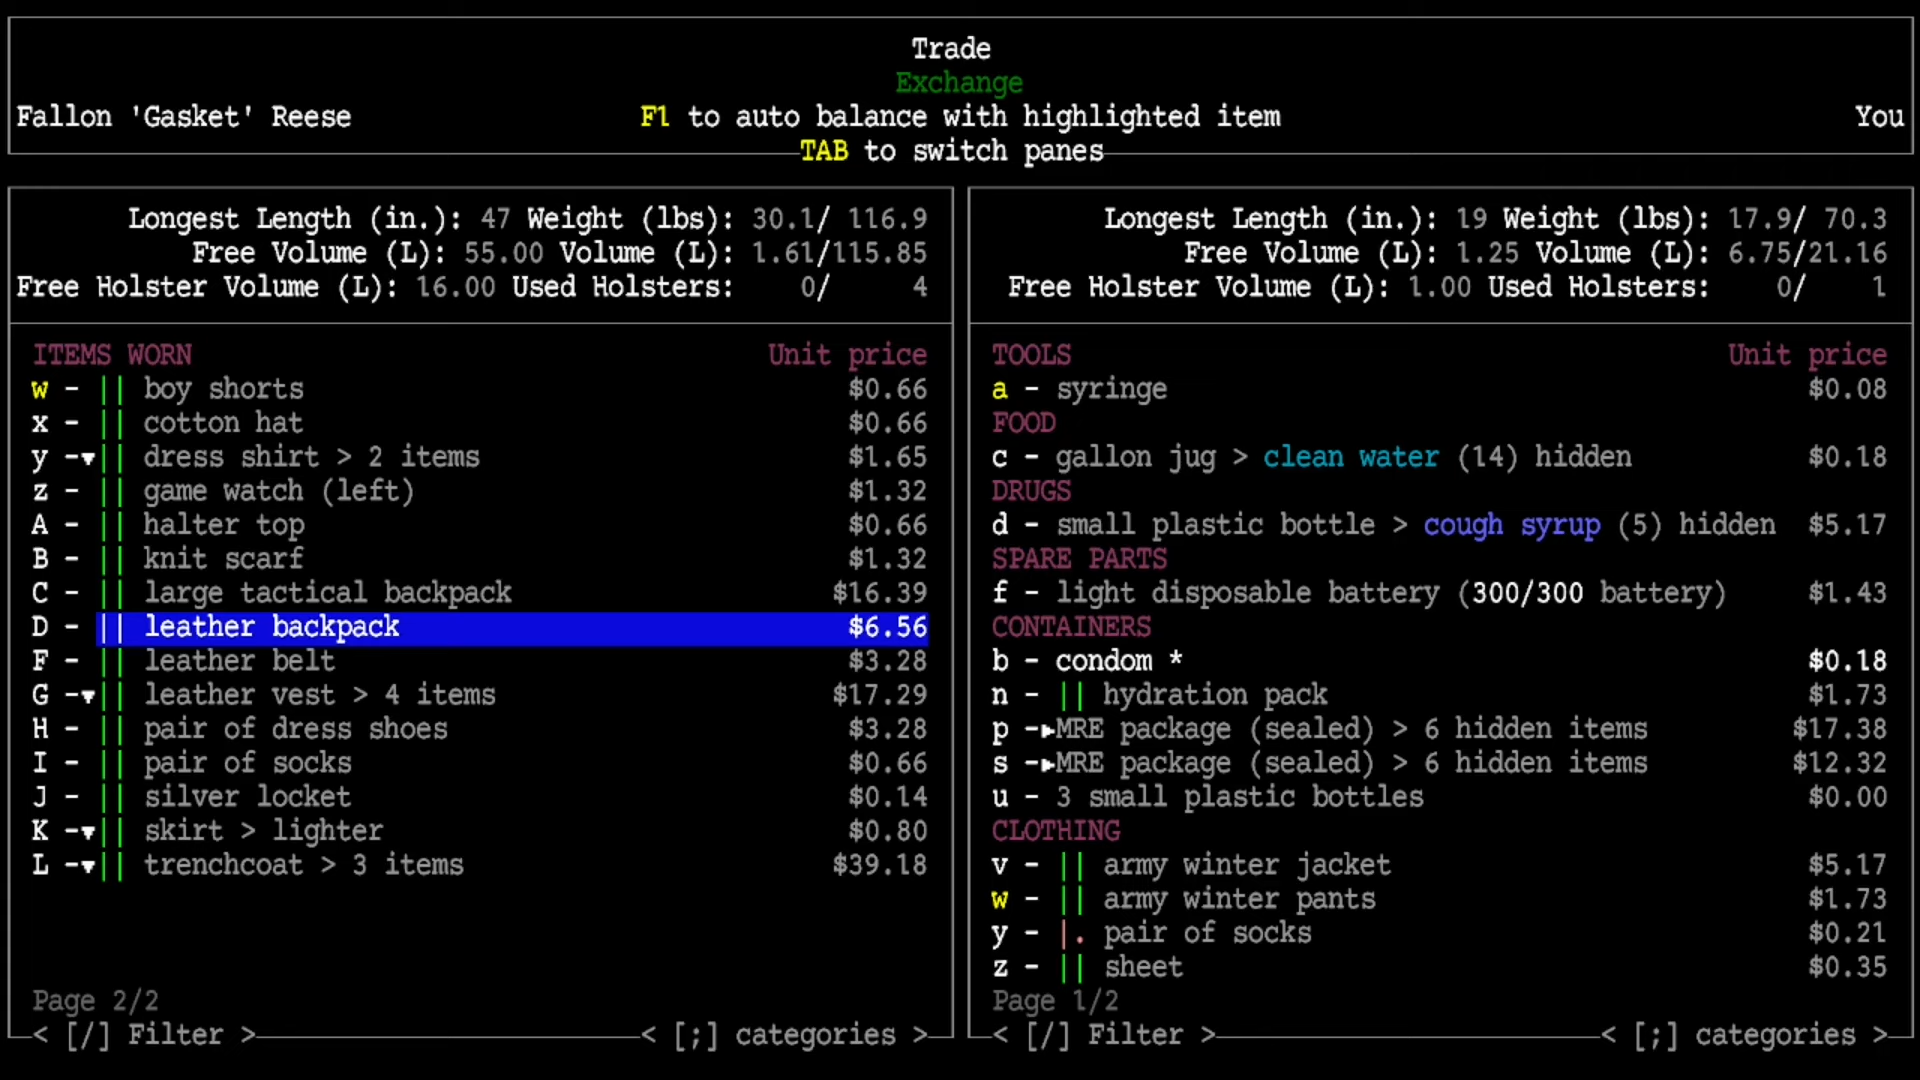 Trade
Exchange
Fallon 'Gasket' Reese F1 to auto balance with highlighted item You
TAB to switch panes
Longest Length (in.): 47 Weight (lbs): 30.1/ 116.9
Free Volume (L): 55.00 Volume (L): 1.61/115.85
Free Holster Volume (L): 16.00 Used Holsters: 0/ 4
ITEMS WORN Unit price
w - || boy shorts $0.66
x - || cotton hat $0.66
y -▼|| dress shirt > 2 items $1.65
z - || game watch (left) $1.32
A - || halter top $0.66
B - || knit scarf $1.32
C - || large tactical backpack $16.39
D - || leather backpack $6.56
F - || leather belt $3.28
G -▼|| leather vest > 4 items $17.29
H - || pair of dress shoes $3.28
I - || pair of socks $0.66
J - || silver locket $0.14
K -▼|| skirt > lighter $0.80
L -▼|| trenchcoat > 3 items $39.18
Page 2/2
< [/] Filter > < [;] categories >
Longest Length (in.): 19 Weight (lbs): 17.9/ 70.3
Free Volume (L): 1.25 Volume (L): 6.75/21.16
Free Holster Volume (L): 1.00 Used Holsters: 0/ 1
TOOLS Unit price
a - syringe $0.08
FOOD
c - gallon jug > clean water (14) hidden $0.18
DRUGS
d - small plastic bottle > cough syrup (5) hidden $5.17
SPARE PARTS
f - light disposable battery (300/300 battery) $1.43
CONTAINERS
b - condom * $0.18
n - || hydration pack $1.73
p -▶MRE package (sealed) > 6 hidden items $17.38
s -▶MRE package (sealed) > 6 hidden items $12.32
u - 3 small plastic bottles $0.00
CLOTHING
v - || army winter jacket $5.17
w - || army winter pants $1.73
y - |. pair of socks $0.21
z - || sheet $0.35
Page 1/2
< [/] Filter > < [;] categories >